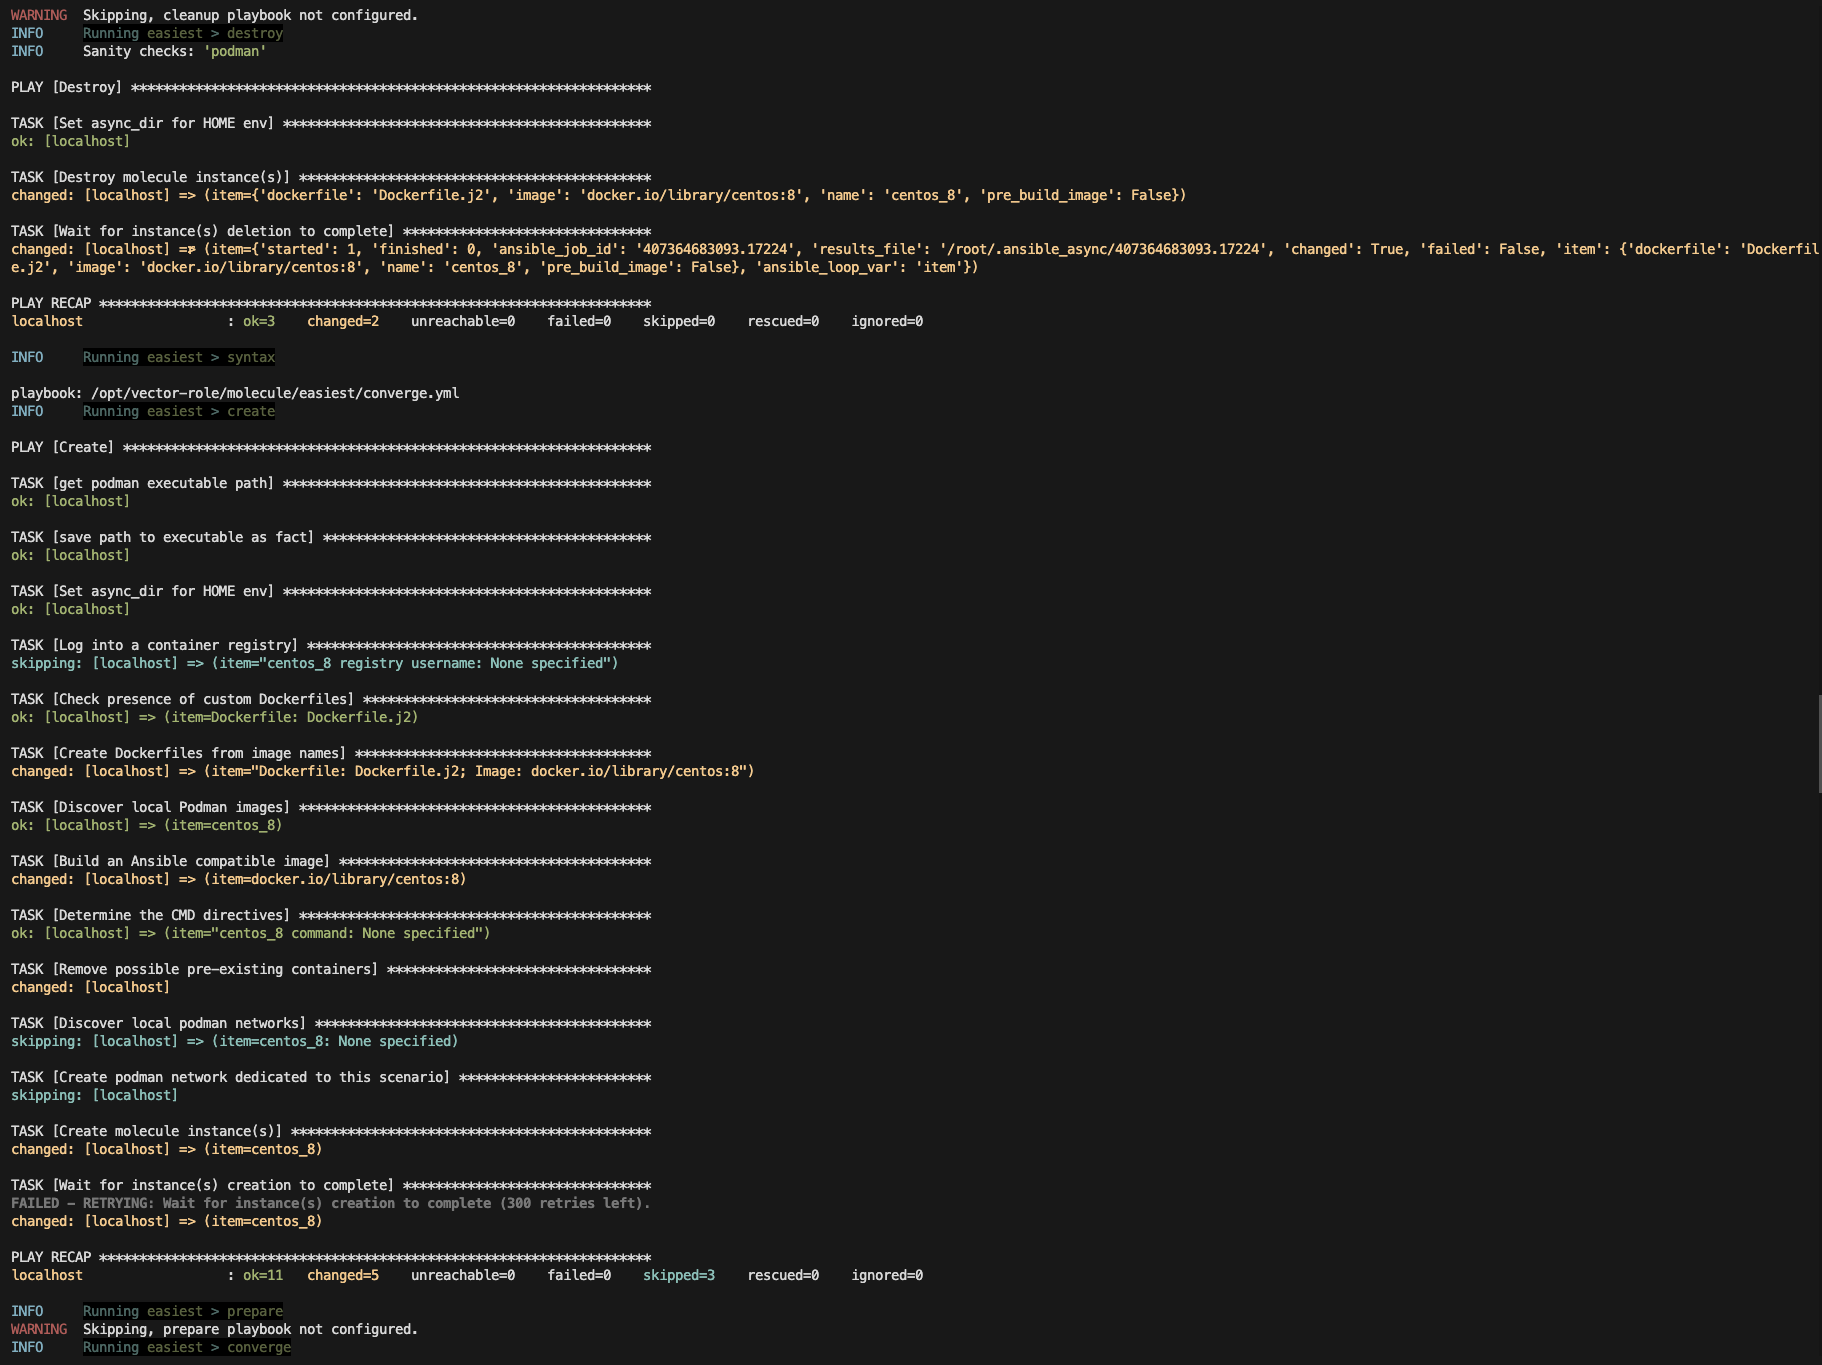 WARNING  Skipping, cleanup playbook not configured.
INFO     Running easiest > destroy
INFO     Sanity checks: 'podman'
PLAY [Destroy] *****************************************************************
TASK [Set async_dir for HOME env] **********************************************
ok: [localhost]
TASK [Destroy molecule instance(s)] ********************************************
changed: [localhost] => (item={'dockerfile': 'Dockerfile.j2', 'image': 'docker.io/library/centos:8', 'name': 'centos_8', 'pre_build_image': False})
TASK [Wait for instance(s) deletion to complete] *******************************
changed: [localhost] => (item={'started': 1, 'finished': 0, 'ansible_job_id': '407364683093.17224', 'results_file': '/root/.ansible_async/407364683093.17224', 'changed': True, 'failed': False, 'item': {'dockerfile': 'Dockerfil
e.j2', 'image': 'docker.io/library/centos:8', 'name': 'centos_8', 'pre_build_image': False}, 'ansible_loop_var': 'item'})
PLAY RECAP *********************************************************************
localhost                  : ok=3    changed=2    unreachable=0    failed=0    skipped=0    rescued=0    ignored=0
INFO     Running easiest > syntax
playbook: /opt/vector-role/molecule/easiest/converge.yml
INFO     Running easiest > create
PLAY [Create] ******************************************************************
TASK [get podman executable path] **********************************************
ok: [localhost]
TASK [save path to executable as fact] *****************************************
ok: [localhost]
TASK [Set async_dir for HOME env] **********************************************
ok: [localhost]
TASK [Log into a container registry] *******************************************
skipping: [localhost] => (item="centos_8 registry username: None specified")
TASK [Check presence of custom Dockerfiles] ************************************
ok: [localhost] => (item=Dockerfile: Dockerfile.j2)
TASK [Create Dockerfiles from image names] *************************************
changed: [localhost] => (item="Dockerfile: Dockerfile.j2; Image: docker.io/library/centos:8")
TASK [Discover local Podman images] ********************************************
ok: [localhost] => (item=centos_8)
TASK [Build an Ansible compatible image] ***************************************
changed: [localhost] => (item=docker.io/library/centos:8)
TASK [Determine the CMD directives] ********************************************
ok: [localhost] => (item="centos_8 command: None specified")
TASK [Remove possible pre-existing containers] *********************************
changed: [localhost]
TASK [Discover local podman networks] ******************************************
skipping: [localhost] => (item=centos_8: None specified)
TASK [Create podman network dedicated to this scenario] ************************
skipping: [localhost]
TASK [Create molecule instance(s)] *********************************************
changed: [localhost] => (item=centos_8)
TASK [Wait for instance(s) creation to complete] *******************************
FAILED - RETRYING: Wait for instance(s) creation to complete (300 retries left).
changed: [localhost] => (item=centos_8)
PLAY RECAP *********************************************************************
localhost                  : ok=11   changed=5    unreachable=0    failed=0    skipped=3    rescued=0    ignored=0
INFO     Running easiest > prepare
WARNING  Skipping, prepare playbook not configured.
INFO     Running easiest > converge